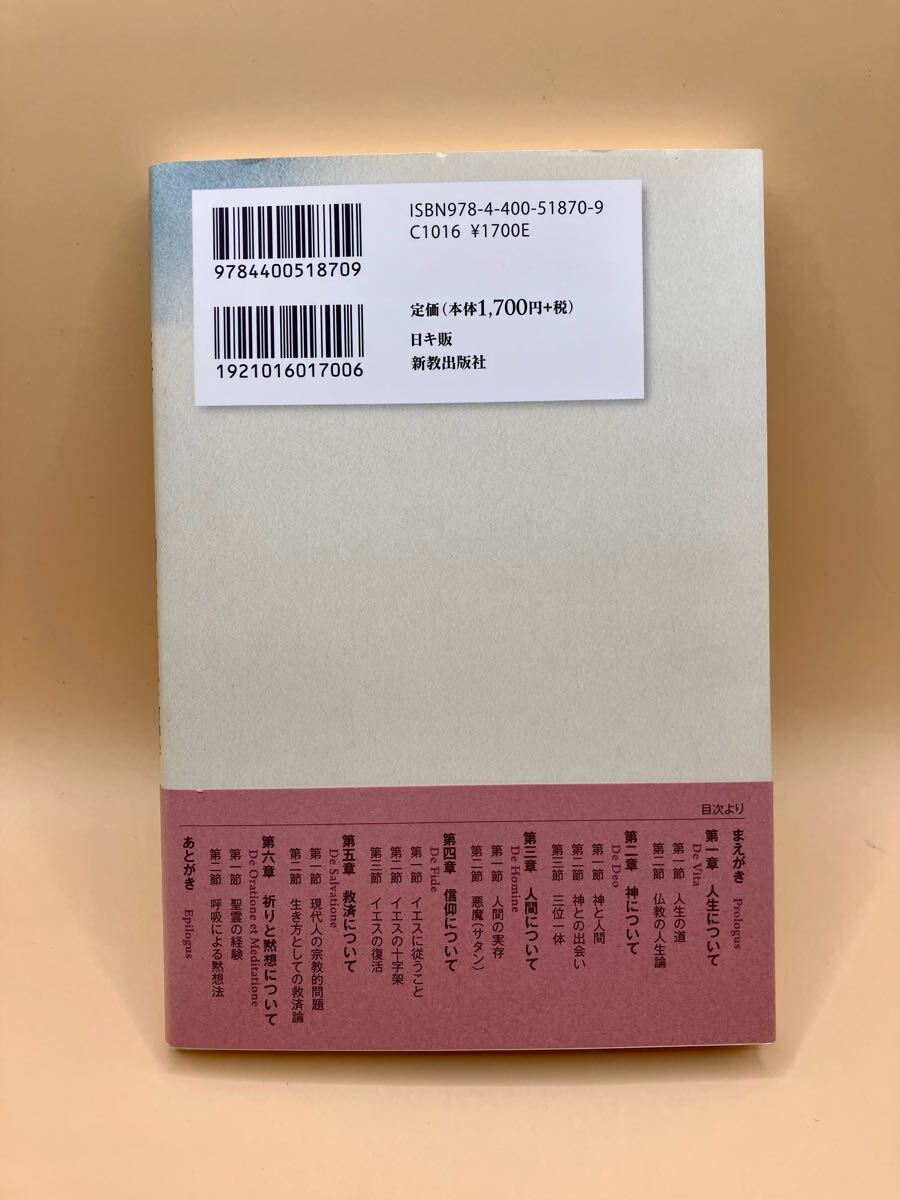 9784400518709
1921016017006
ISBN978-4-400-51870-9
C1016 ¥1700E
定価(本体1,700円+税)
日キ販
新教出版社
目次より
まえがき Prologus
第一章 人生について
De Vita
第一節 人生の道
第二節 仏教の人生論
第二章 神について
De Deo
第一節 神と人間
第二節 神との出会い
第三節 三位一体
第三章 人間について
De Homine
第一節 人間の実存
第二節 悪魔(サタン)
第四章 信仰について
De Fide
第一節 イエスに従うこと
第二節 イエスの十字架
第三節 イエスの復活
第五章 救済について
De Salvatione
第一節 現代人の宗教的問題
第二節 生き方としての救済論
第六章 祈りと黙想について
De Oratione et Meditatione
第一節 聖霊の経験
第二節 呼吸による黙想法
あとがき Epilogus